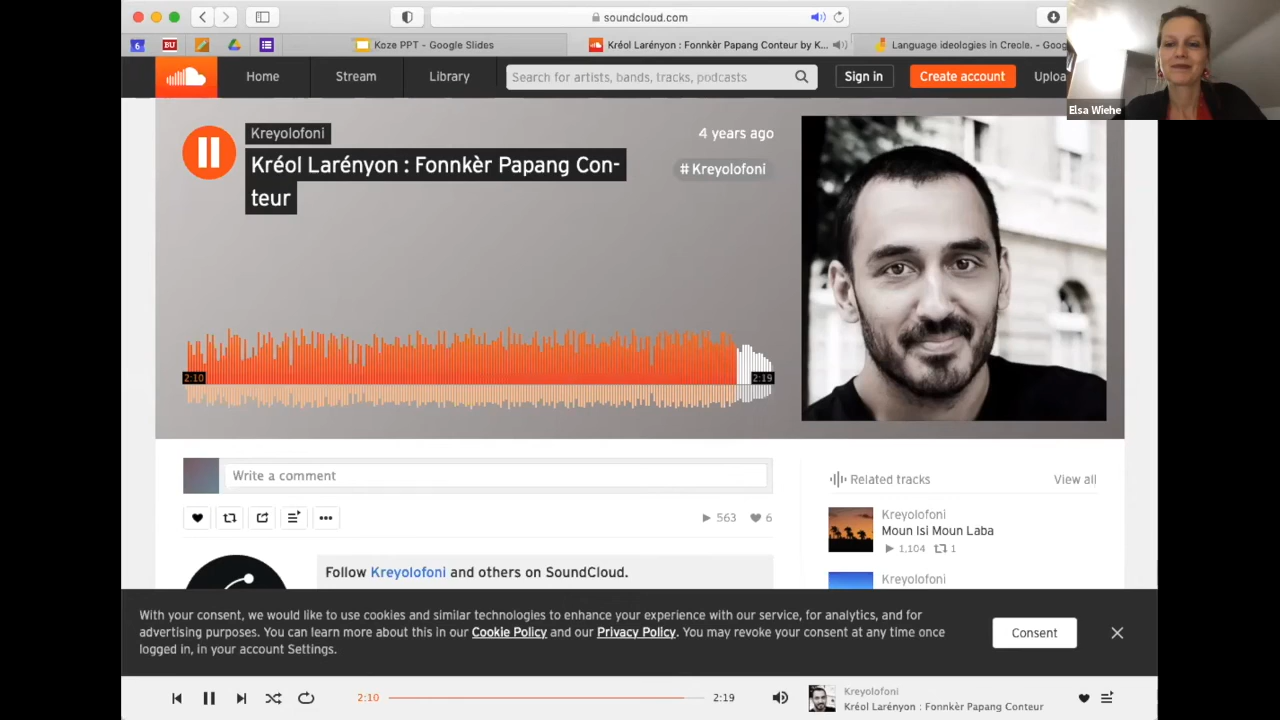 soundcloud.com
6
BU
Koze PPT - Google Slides
Kréol Larényon : Fonnkèr Papang Conteur by K...
Language ideologies in Creole. - Goog
Elsa Wiehe
Home
Stream
Library
Search for artists, bands, tracks, podcasts
Sign in
Create account
Uploa
Kreyolofoni
4 years ago
Kréol Larényon : Fonnkèr Papang Con-
teur
# Kreyolofoni
2:10
2:19
Write a comment
563
6
Related tracks
View all
Kreyolofoni
Moun Isi Moun Laba
1,104
1
Kreyolofoni
Follow Kreyolofoni and others on SoundCloud.
With your consent, we would like to use cookies and similar technologies to enhance your experience with our service, for analytics, and for
advertising purposes. You can learn more about this in our Cookie Policy and our Privacy Policy. You may revoke your consent at any time once
logged in, in your account Settings.
Consent
2:10
2:19
Kreyolofoni
Kréol Larényon : Fonnkèr Papang Conteur